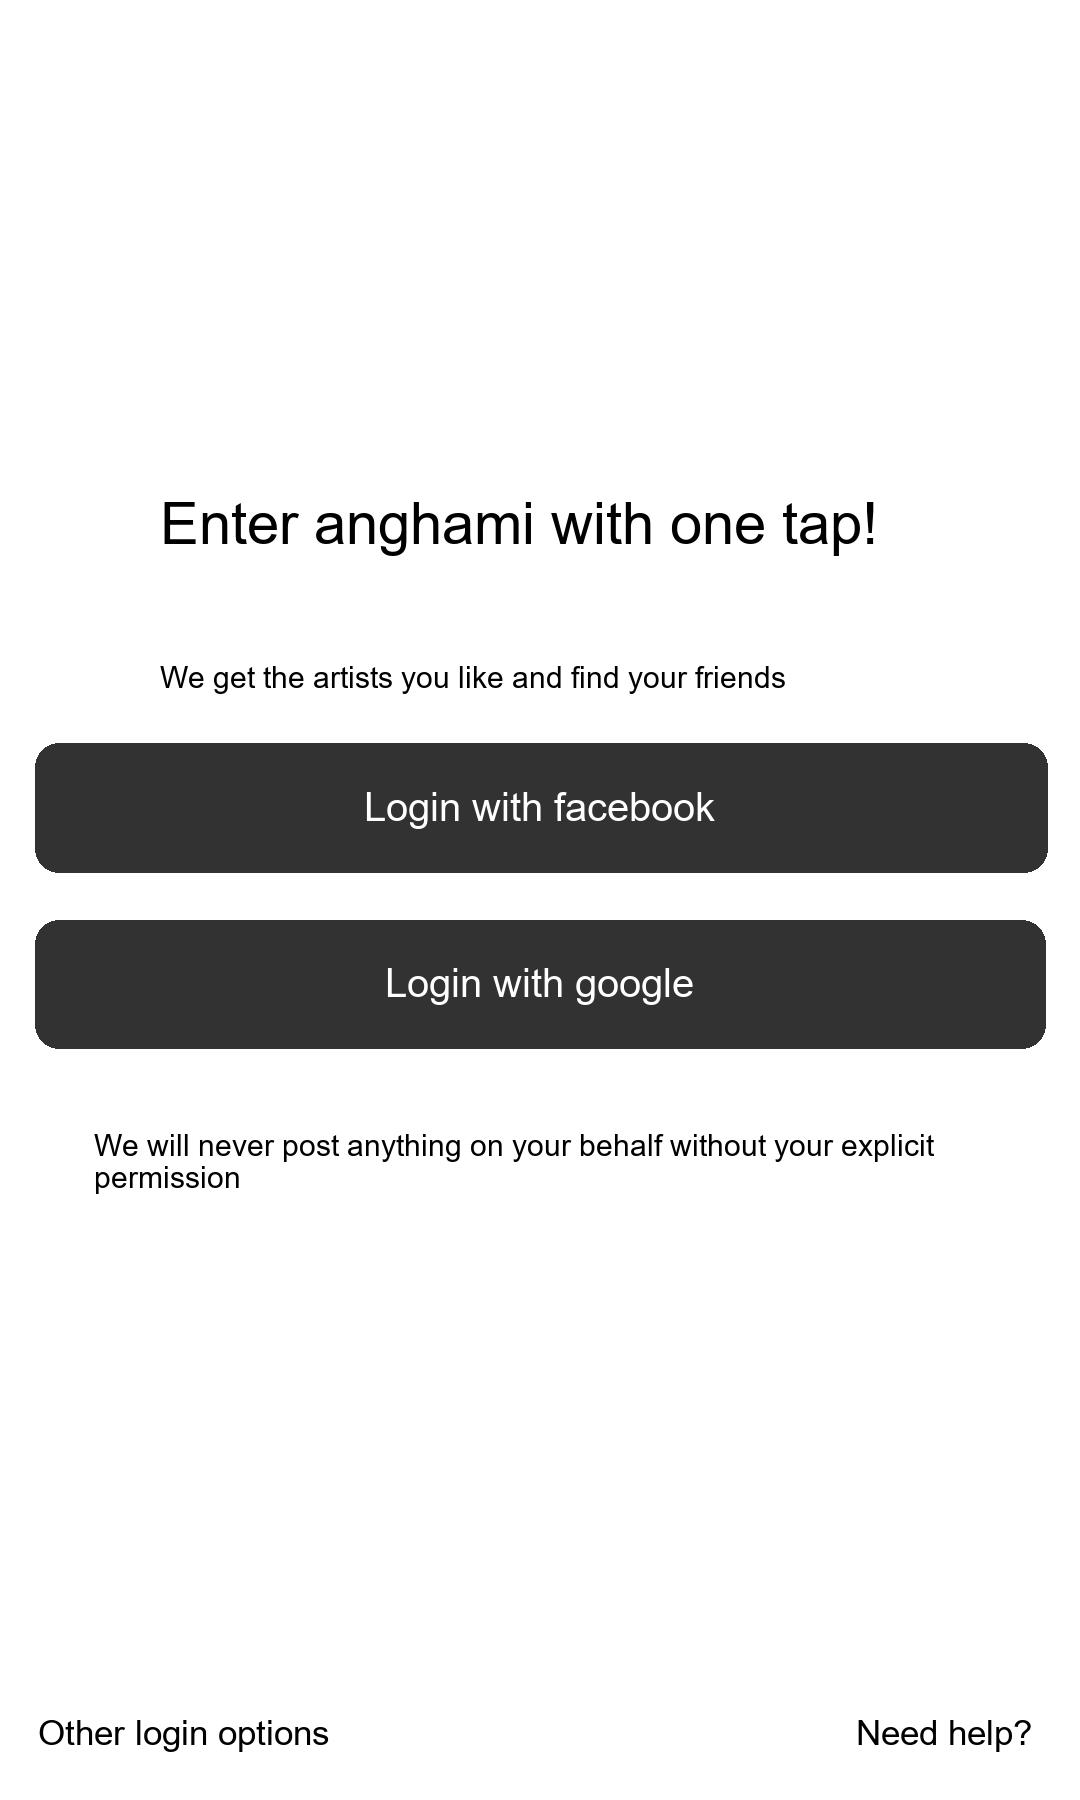 Enter anghami with one tap!
We get the artists you like and find your friends
Login with facebook
Login with google
We will never post anything on your behalf without your explicit
permission
Other login options
Need help?